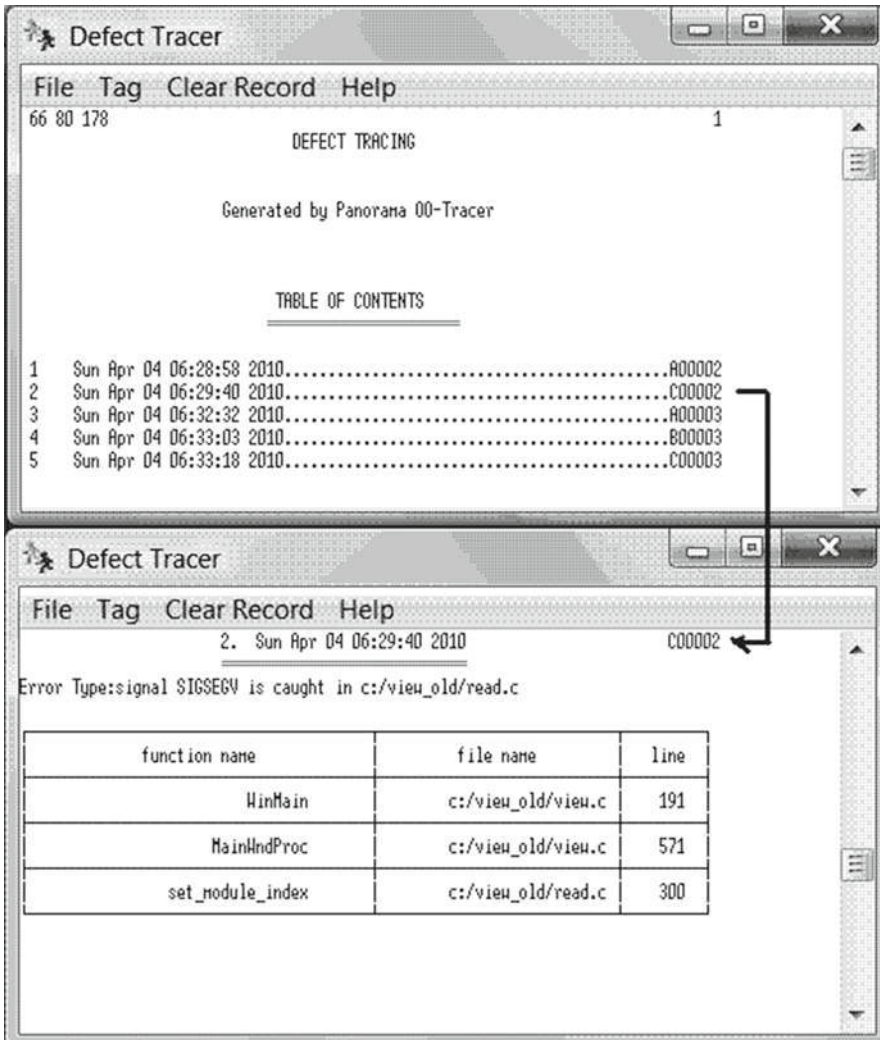 Defect Tracer
File Tag Clear Record Help
66 80 178 1
DEFECT TRACING
Generated by Panorama OO-Tracer
TABLE OF CONTENTS
1 Sun Apr 04 06:28:58 2010............................................A00002
2 Sun Apr 04 06:29:40 2010............................................C00002
3 Sun Apr 04 06:32:32 2010............................................A00003
4 Sun Apr 04 06:33:03 2010............................................B00003
5 Sun Apr 04 06:33:18 2010............................................C00003
Defect Tracer
File Tag Clear Record Help
2. Sun Apr 04 06:29:40 2010 C00002
Error Type:signal SIGSEGV is caught in c:/view_old/read.c
function name file name line
WinMain c:/view_old/view.c 191
MainWndProc c:/view_old/view.c 571
set_module_index c:/view_old/read.c 300